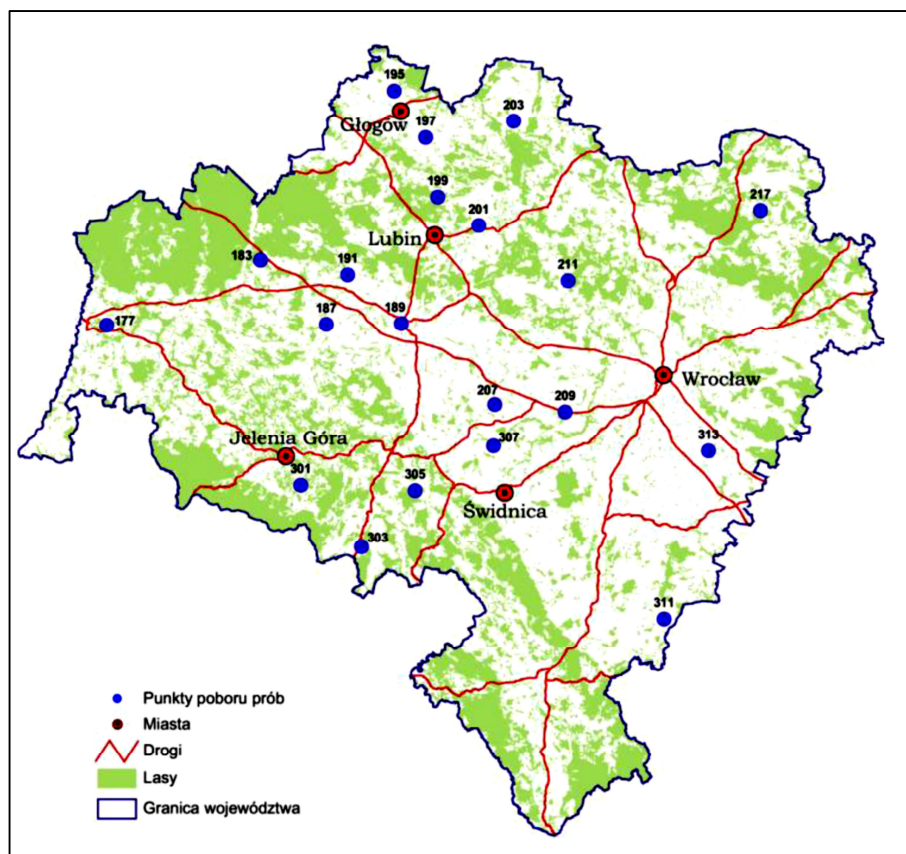 195
Głogów
197
203
199
201
Lubin
217
183
191
211
177
187
189
Wrocław
207
209
Jelenia Góra
307
313
301
305
Świdnica
303
311
Punkty poboru prób
Miasta
Drogi
Lasy
Granica województwa